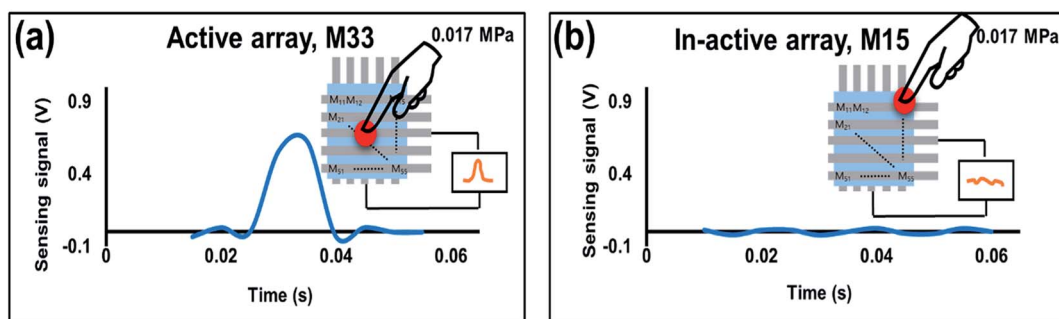 (a) Active array, M33 0.017 MPa
M11 M12 M15
M21
M51 M55
Sensing signal (V)
0.9
0.4
-0.1
0 0.02 0.04 0.06
Time (s)
(b) In-active array, M15 0.017 MPa
M11 M12
M21
M51 M55
Sensing signal (V)
0.9
0.4
-0.1
0 0.02 0.04 0.06
Time (s)